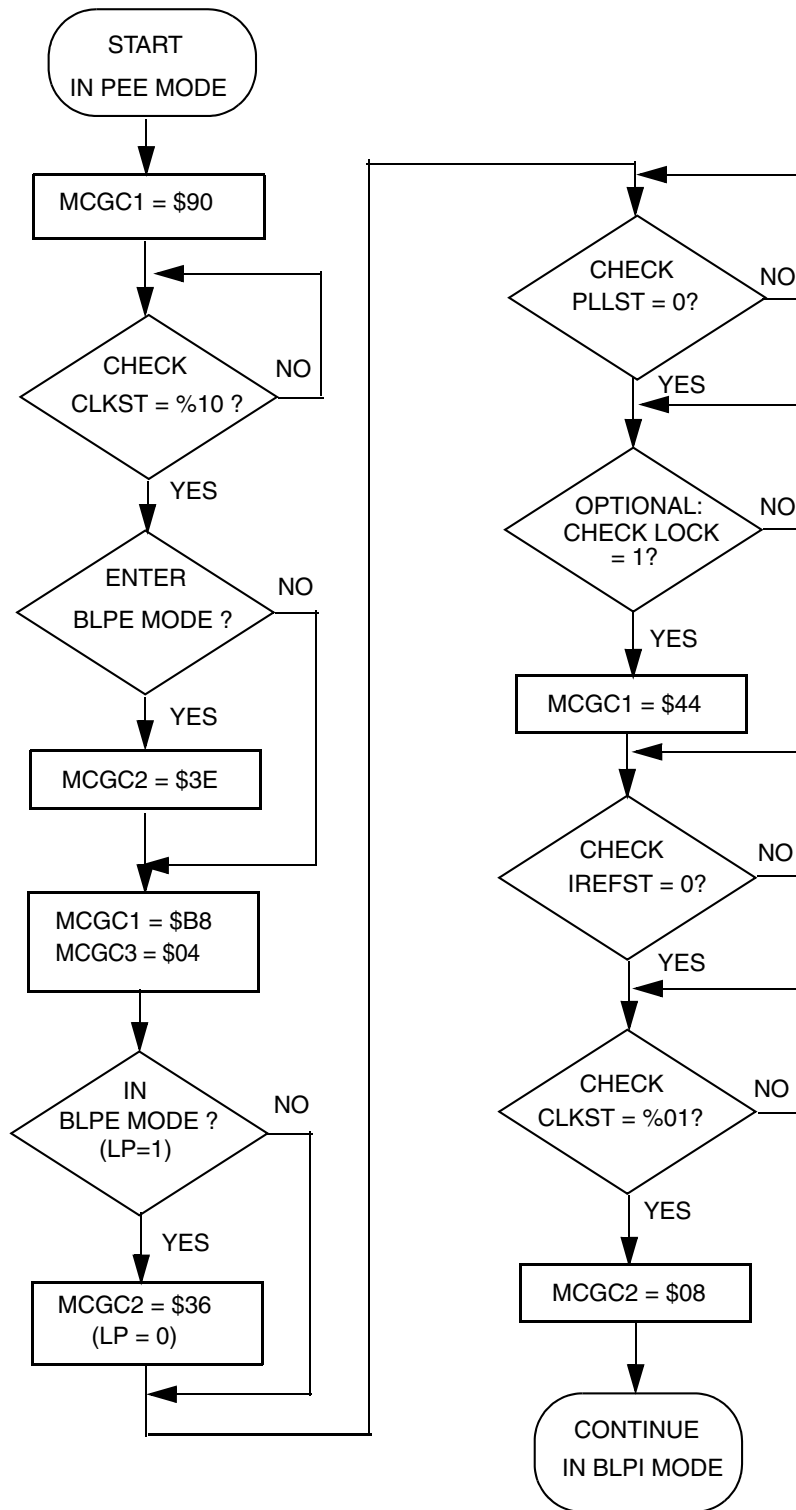 START
IN PEE MODE
MCGC1 = $90
CHECK
CLKST = %10 ?
NO
YES
ENTER
BLPE MODE ?
NO
YES
MCGC2 = $3E
MCGC1 = $B8
MCGC3 = $04
IN
BLPE MODE ?
(LP=1)
NO
YES
MCGC2 = $36
(LP = 0)
CHECK
PLLST = 0?
NO
YES
OPTIONAL:
CHECK LOCK
= 1?
NO
YES
MCGC1 = $44
CHECK
IREFST = 0?
NO
YES
CHECK
CLKST = %01?
NO
YES
MCGC2 = $08
CONTINUE
IN BLPI MODE